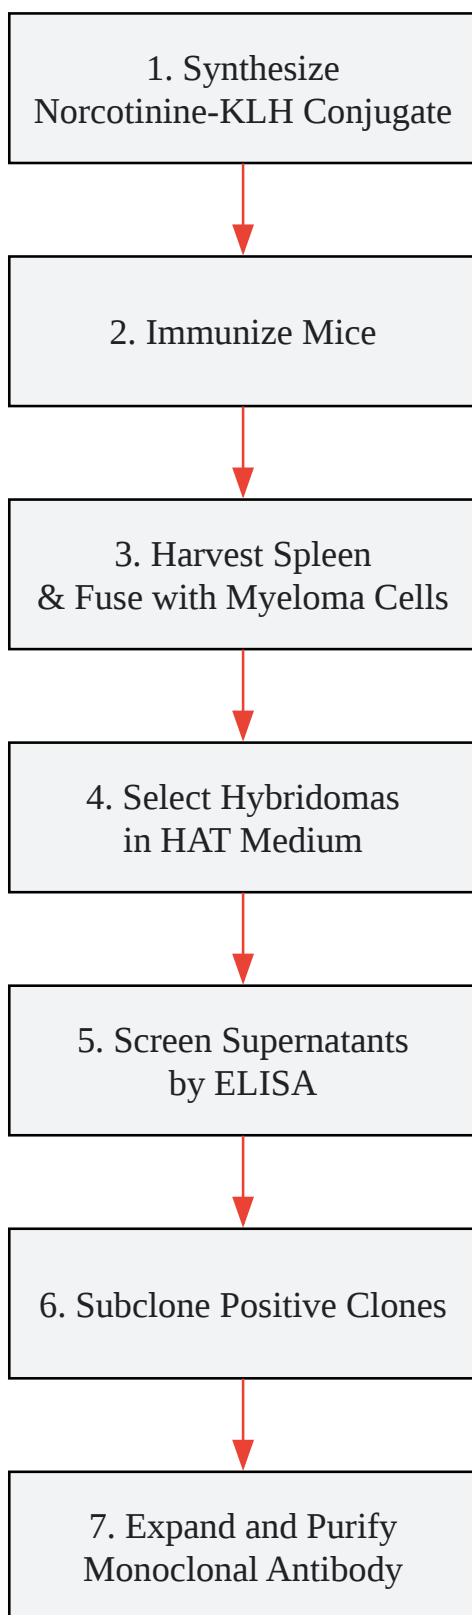 1. Synthesize
Norcotinine-KLH Conjugate
2. Immunize Mice
3. Harvest Spleen
& Fuse with Myeloma Cells
4. Select Hybridomas
in HAT Medium
5. Screen Supernatants
by ELISA
6. Subclone Positive Clones
7. Expand and Purify
Monoclonal Antibody